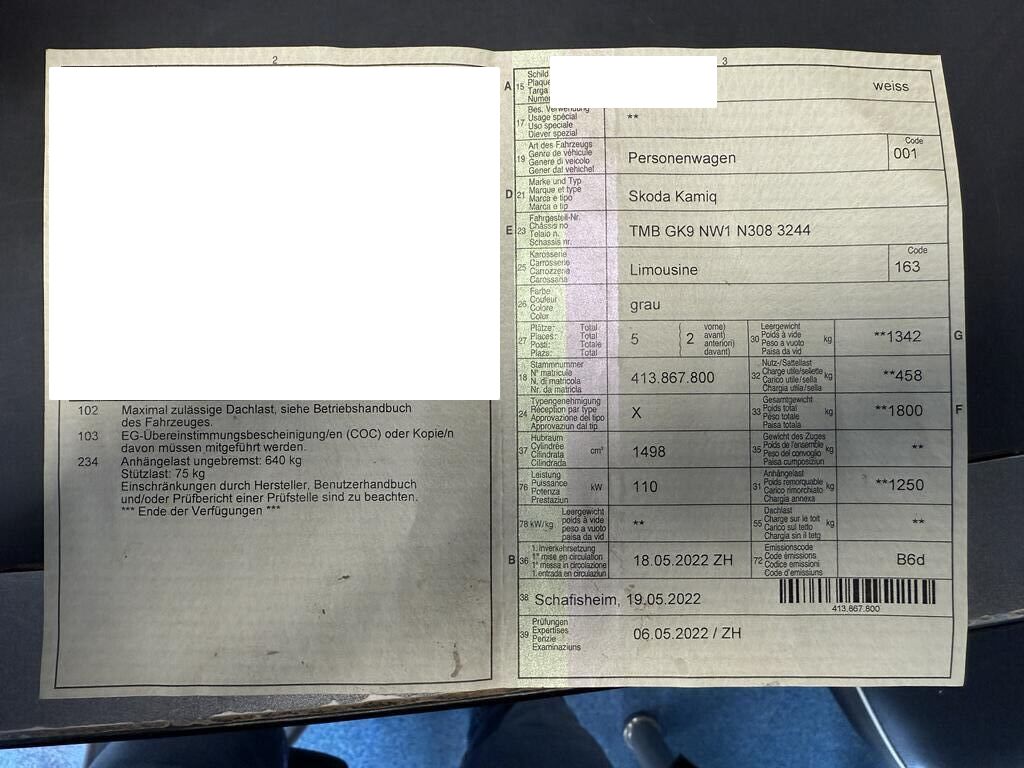 2
102 Maximal zulässige Dachlast, siehe Betriebshandbuch
des Fahrzeuges.
103 EG-Übereinstimmungsbescheinigung/en (COC) oder Kopie/n
davon müssen mitgeführt werden.
234 Anhängelast ungebremst: 640 kg
Stützlast: 75 kg
Einschränkungen durch Hersteller, Benutzerhandbuch
und/oder Prüfbericht einer Prüfstelle sind zu beachten.
*** Ende der Verfügungen ***
3
A 15 Schild
Plaque
Targa
Numer
weiss
17 Bes. Verwendung
Usage spécial
Uso speciale
Diever spezial
**
19 Art des Fahrzeugs
Genre de véhicule
Genere di veicolo
Gener dal vehichel
Personenwagen
Code
001
D 21 Marke und Typ
Marque et type
Marca e tipo
Marca e tip
Skoda Kamiq
E 23 Fahrgestell-Nr.
Châssis no
Telaio n.
Schassis nr.
TMB GK9 NW1 N308 3244
25 Karosserie
Carrosserie
Carrozzeria
Carossaria
Limousine
Code
163
26 Farbe
Couleur
Colore
Color
grau
27 Plätze: Total
Places: Total
Posti: Totale
Plazs: Total
5 ( 2 vorne)
avant)
anteriori)
davant)
30 Leergewicht
Poids à vide
Peso a vuoto
Paisa da vid
kg
**1342
G
18 Stammnummer
N° matricule
N. di matricola
Nr. da matricla
413.867.800
32 Nutz-/Sattellast
Charge utile/sellette
Carico utile/sella
Chargia utila/sella
kg
**458
24 Typengenehmigung
Réception par type
Approvazione del tipo
Approvaziun dal tip
X
33 Gesamtgewicht
Poids total
Peso totale
Paisa totala
kg
**1800
F
37 Hubraum
Cylindrée
Cilindrata
Cilindrada
cm³
1498
35 Gewicht des Zuges
Poids de l'ensemble
Peso del convoglio
Paisa cumposiziun
kg
**
76 Leistung
Puissance
Potenza
Prestaziun
kW
110
31 Anhängelast
Poids remorquable
Carico rimorchiato
Chargia annexa
kg
**1250
78 kW/kg Leergewicht
poids à vide
peso a vuoto
paisa da vid
**
55 Dachlast
Charge sur le toit
Carico sul tetto
Chargia sin il tetg
kg
**
B 36 1. Inverkehrsetzung
1re mise en circulation
1a messa in circolazione
1. entrada en circulaziun
18.05.2022 ZH
72 Emissionscode
Code émissions
Codice emissioni
Code d'emissiuns
B6d
38 Schafisheim, 19.05.2022
413.867.800
39 Prüfungen
Expertises
Perizie
Examinaziuns
06.05.2022 / ZH